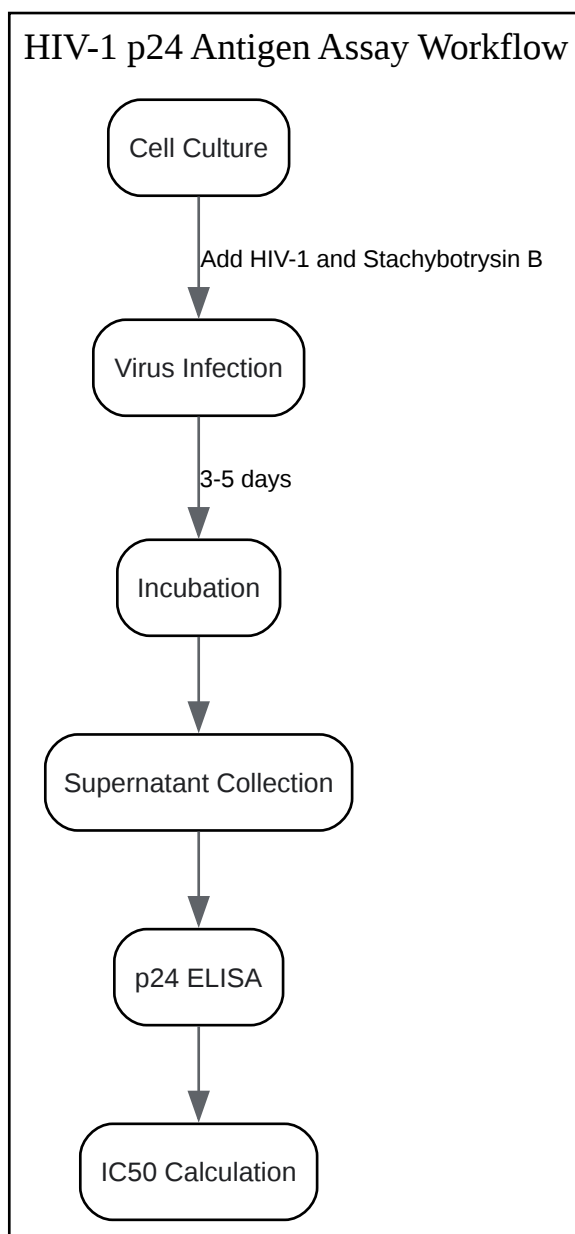 HIV-1 p24 Antigen Assay Workflow
Cell Culture
Add HIV-1 and Stachybotrysin B
Virus Infection
3-5 days
Incubation
Supernatant Collection
p24 ELISA
IC50 Calculation